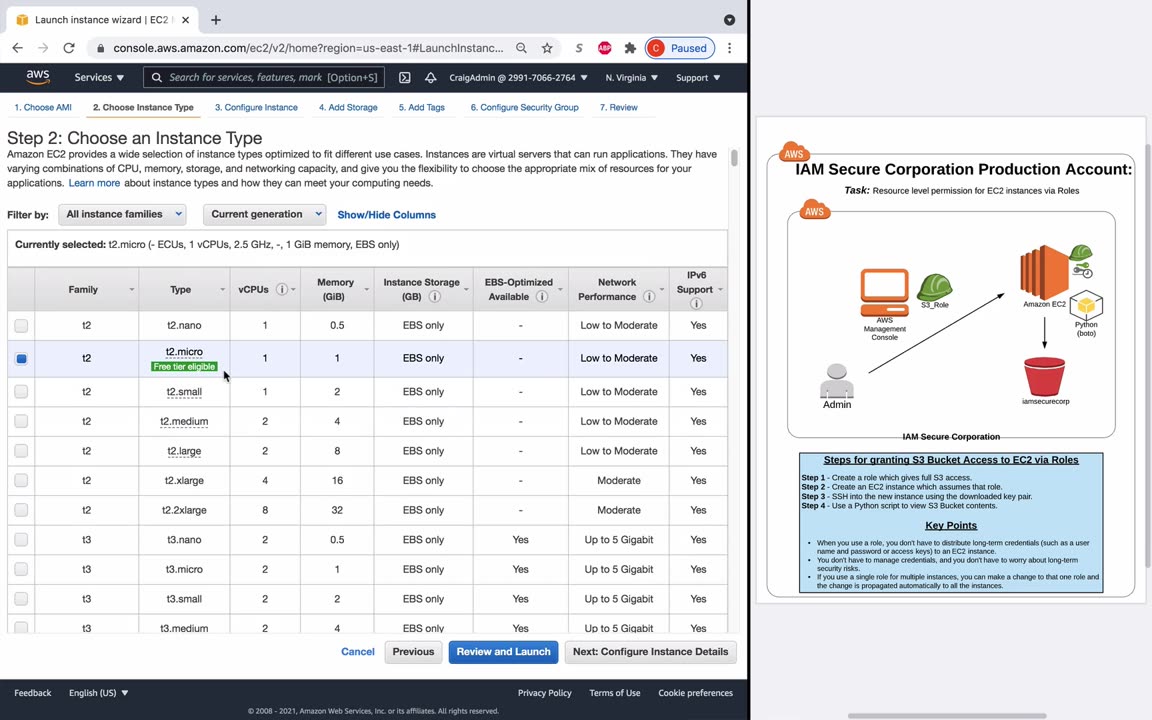 Launch instance wizard | EC2
console.aws.amazon.com/ec2/v2/home?region=us-east-1#LaunchInstanc...
S
ABP
C Paused
aws
Services
Search for services, features, mark [Option+S]
CraigAdmin @ 2991-7066-2764
N. Virginia
Support
1. Choose AMI
2. Choose Instance Type
3. Configure Instance
4. Add Storage
5. Add Tags
6. Configure Security Group
7. Review
Step 2: Choose an Instance Type
Amazon EC2 provides a wide selection of instance types optimized to fit different use cases. Instances are virtual servers that can run applications. They have
varying combinations of CPU, memory, storage, and networking capacity, and give you the flexibility to choose the appropriate mix of resources for your
applications. Learn more about instance types and how they can meet your computing needs.
Filter by: All instance families Current generation Show/Hide Columns
Currently selected: t2.micro (- ECUs, 1 vCPUs, 2.5 GHz, -, 1 GiB memory, EBS only)
Family Type vCPUs Memory (GiB) Instance Storage (GB) EBS-Optimized Available Network Performance IPv6 Support
t2 t2.nano 1 0.5 EBS only - Low to Moderate Yes
t2 t2.micro Free tier eligible 1 1 EBS only - Low to Moderate Yes
t2 t2.small 1 2 EBS only - Low to Moderate Yes
t2 t2.medium 2 4 EBS only - Low to Moderate Yes
t2 t2.large 2 8 EBS only - Low to Moderate Yes
t2 t2.xlarge 4 16 EBS only - Moderate Yes
t2 t2.2xlarge 8 32 EBS only - Moderate Yes
t3 t3.nano 2 0.5 EBS only Yes Up to 5 Gigabit Yes
t3 t3.micro 2 1 EBS only Yes Up to 5 Gigabit Yes
t3 t3.small 2 2 EBS only Yes Up to 5 Gigabit Yes
t3 t3.medium 2 4 EBS only Yes Up to 5 Gigabit Yes
Cancel
Previous
Review and Launch
Next: Configure Instance Details
Feedback
English (US)
Privacy Policy
Terms of Use
Cookie preferences
© 2008 - 2021, Amazon Web Services, Inc. or its affiliates. All rights reserved.
AWS
IAM Secure Corporation Production Account:
Task: Resource level permission for EC2 instances via Roles
AWS
AWS
Management
Console
S3_Role
Amazon EC2
Python
(boto)
Admin
iamsecurecorp
IAM Secure Corporation
Steps for granting S3 Bucket Access to EC2 via Roles
Step 1 - Create a role which gives full S3 access.
Step 2 - Create an EC2 instance which assumes that role.
Step 3 - SSH into the new instance using the downloaded key pair.
Step 4 - Use a Python script to view S3 Bucket contents.
Key Points
• When you use a role, you don't have to distribute long-term credentials (such as a user
name and password or access keys) to an EC2 instance.
• You don't have to manage credentials, and you don't have to worry about long-term
security risks.
• If you use a single role for multiple instances, you can make a change to that one role and
the change is propagated automatically to all the instances.